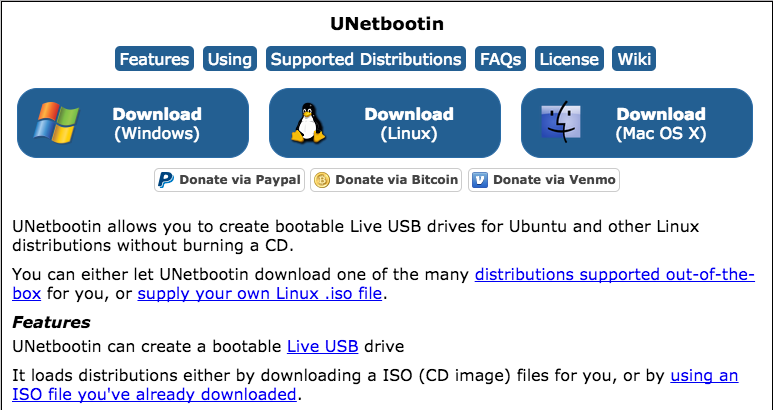 UNetbootin
Features Using Supported Distributions FAQs License Wiki
Download Download Download
(Windows) (Linux) (Mac OS X)
Donate via Paypal Donate via Bitcoin Donate via Venmo
UNetbootin allows you to create bootable Live USB drives for Ubuntu and other Linux
distributions without burning a CD.
You can either let UNetbootin download one of the many distributions supported out-of-the-
box for you, or supply your own Linux .iso file.
Features
UNetbootin can create a bootable Live USB drive
It loads distributions either by downloading a ISO (CD image) files for you, or by using an
ISO file you've already downloaded.